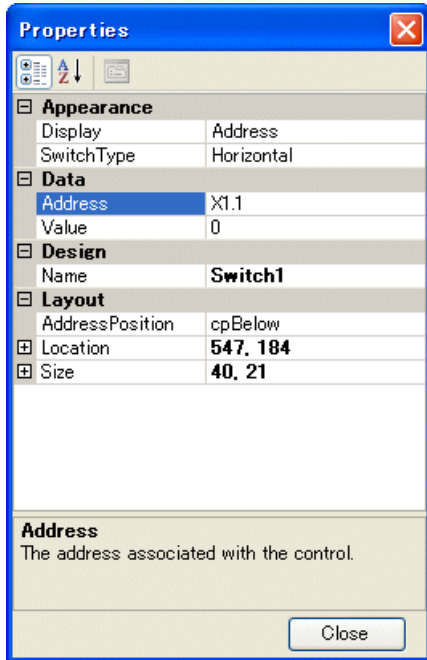 Properties
A
Z
Appearance
Display Address
SwitchType Horizontal
Data
Address X1.1
Value 0
Design
Name Switch1
Layout
AddressPosition cpBelow
Location 547, 184
Size 40, 21
Address
The address associated with the control.
Close